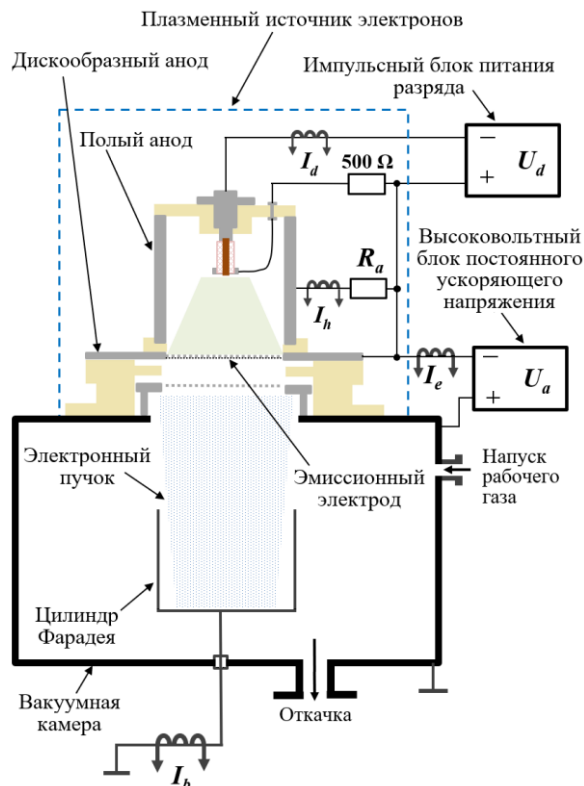 Плазменный источник электронов
Дискообразный анод
Импульсный блок питания
разряда
Полый анод
I_d
500 Ω
−
+
U_d
Высоковольтный
блок постоянного
ускоряющего
напряжения
R_a
I_h
I_e
−
+
U_a
Электронный
пучок
Эмиссионный
электрод
Напуск
рабочего
газа
Цилиндр
Фарадея
Вакуумная
камера
Откачка
I_b